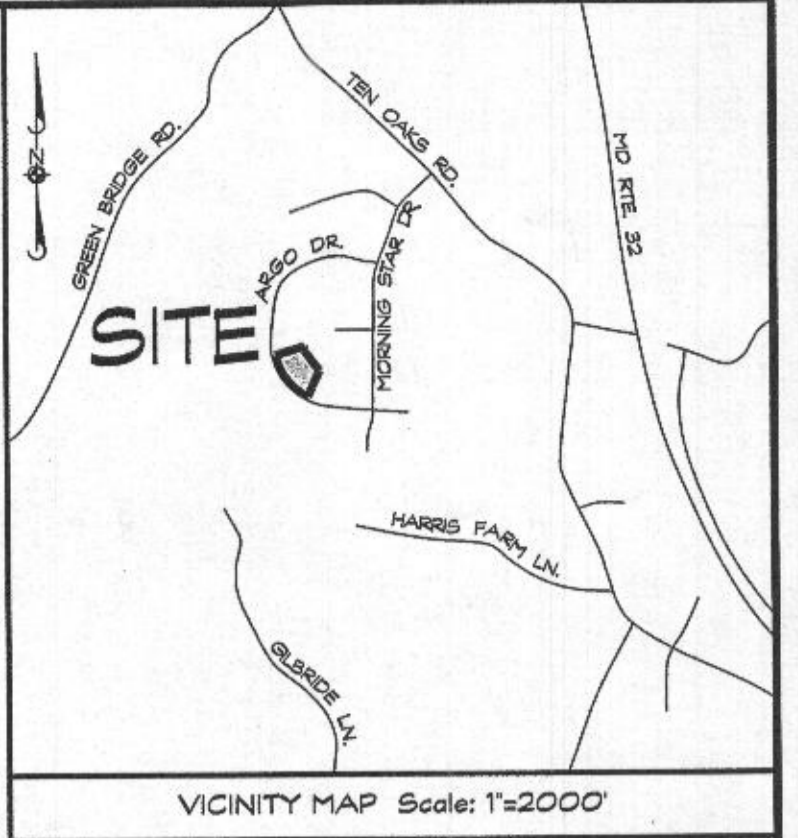 TEN OAKS RD.
MD RTE 32
GREEN BRIDGE RD.
N
ARGO DR.
MORNING STAR DR
SITE
HARRIS FARM LN.
GILBRIDE LN.
VICINITY MAP Scale: 1"=2000'